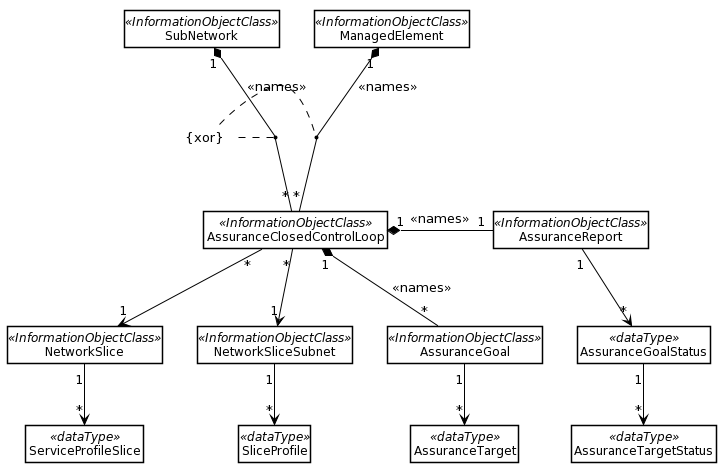 «InformationObjectClass»
SubNetwork
«InformationObjectClass»
ManagedElement
1
1
«names»
«names»
{xor}
*
*
«InformationObjectClass»
AssuranceClosedControlLoop
1
«names»
1
«InformationObjectClass»
AssuranceReport
*
*
1
1
«names»
1
1
*
*
«InformationObjectClass»
NetworkSlice
«InformationObjectClass»
NetworkSliceSubnet
«InformationObjectClass»
AssuranceGoal
«dataType»
AssuranceGoalStatus
1
1
1
1
*
*
*
*
«dataType»
ServiceProfileSlice
«dataType»
SliceProfile
«dataType»
AssuranceTarget
«dataType»
AssuranceTargetStatus